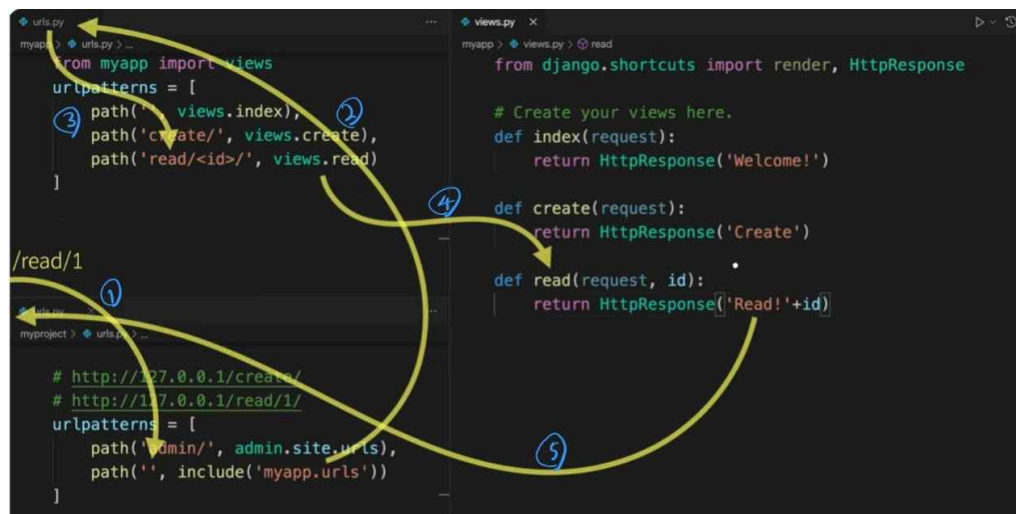 urls.py
myapp > urls.py > ...
from myapp import views
urlpatterns = [
path('', views.index),
path('create/', views.create),
path('read/<id>/', views.read)
]
③
②
④
/read/1
①
urls.py
myproject > urls.py > ...
# http://127.0.0.1/create/
# http://127.0.0.1/read/1/
urlpatterns = [
path('admin/', admin.site.urls),
path('', include('myapp.urls'))
]
views.py
myapp > views.py > read
from django.shortcuts import render, HttpResponse
# Create your views here.
def index(request):
return HttpResponse('Welcome!')
def create(request):
return HttpResponse('Create')
def read(request, id):
return HttpResponse('Read!'+id)
⑤